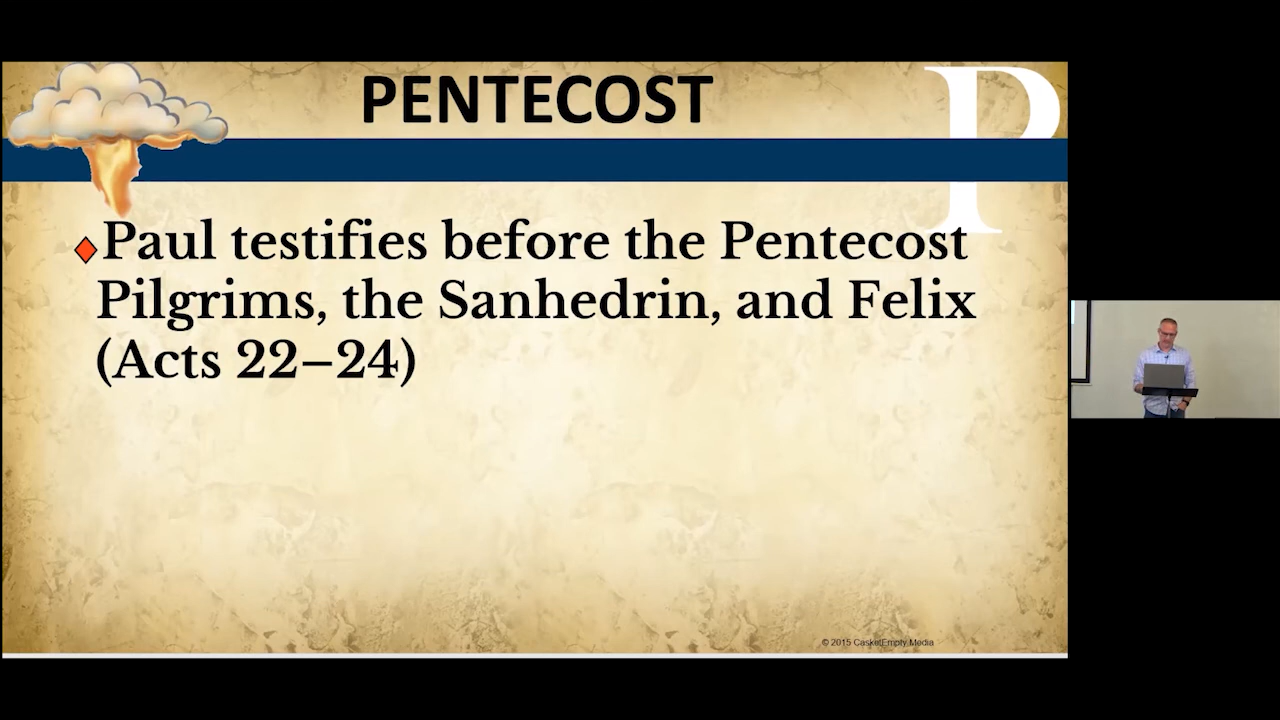 PENTECOST
P
Paul testifies before the Pentecost
Pilgrims, the Sanhedrin, and Felix
(Acts 22–24)
© 2015 CasketEmpty Media